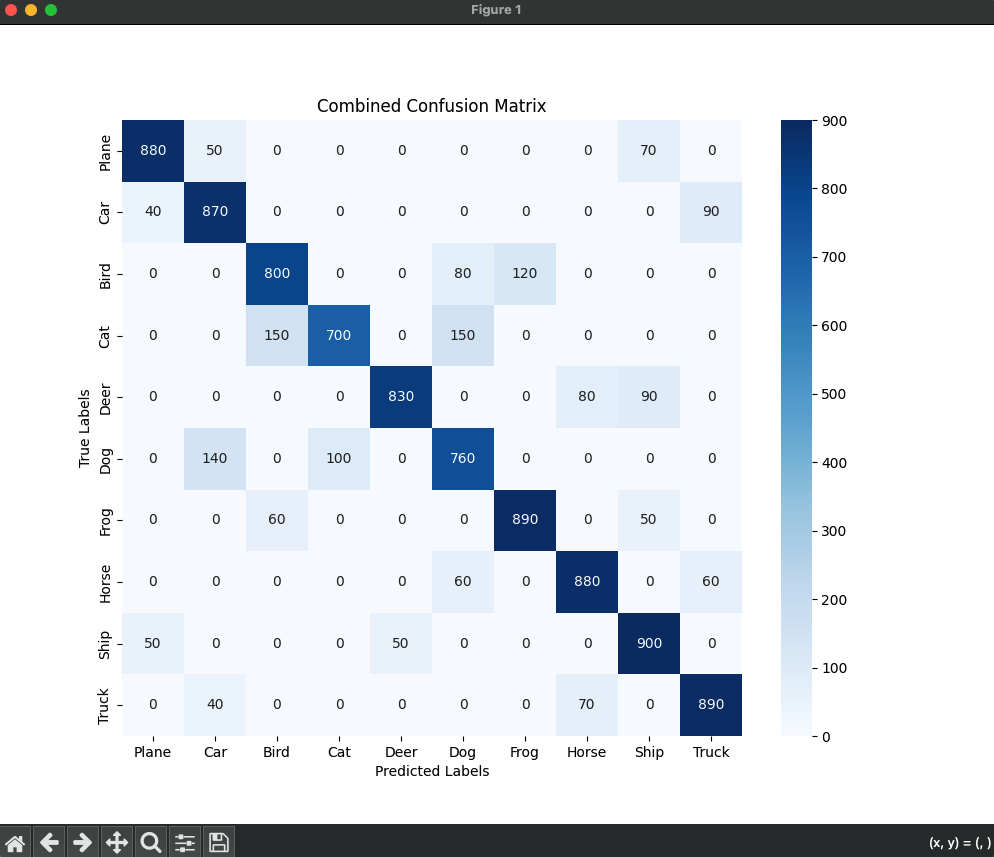 Figure 1
Combined Confusion Matrix
True Labels
Plane 880 50 0 0 0 0 0 0 70 0
Car 40 870 0 0 0 0 0 0 0 90
Bird 0 0 800 0 0 80 120 0 0 0
Cat 0 0 150 700 0 150 0 0 0 0
Deer 0 0 0 0 830 0 0 80 90 0
Dog 0 140 0 100 0 760 0 0 0 0
Frog 0 0 60 0 0 0 890 0 50 0
Horse 0 0 0 0 0 60 0 880 0 60
Ship 50 0 0 0 50 0 0 0 900 0
Truck 0 40 0 0 0 0 0 70 0 890
Plane Car Bird Cat Deer Dog Frog Horse Ship Truck
Predicted Labels
900
800
700
600
500
400
300
200
100
0
(x, y) = (, )